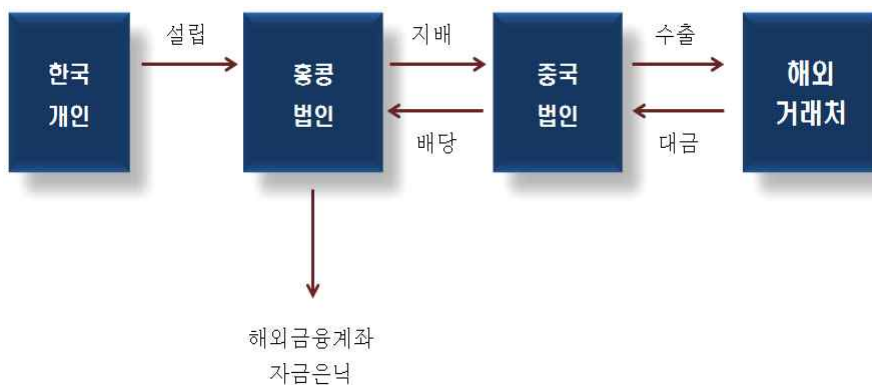 설립
지배
수출
한국
개인
홍콩
법인
중국
법인
해외
거래처
배당
대금
해외금융계좌
자금은닉